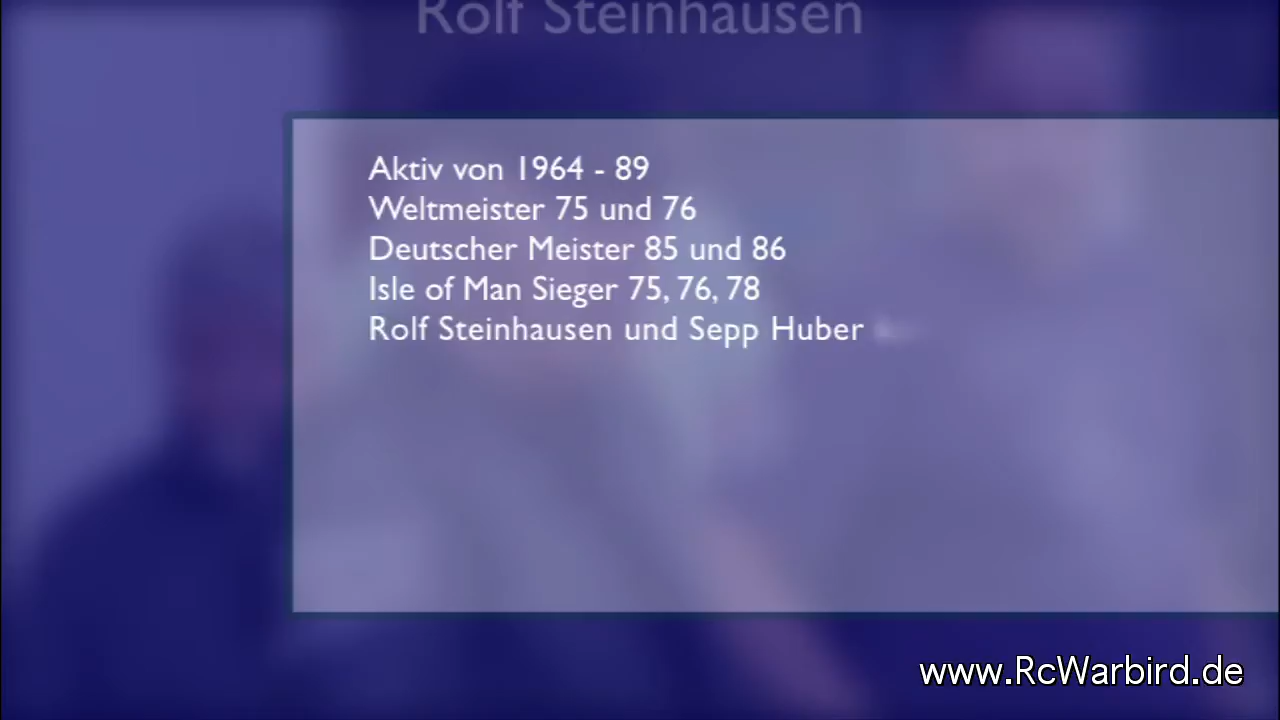 Rolf Steinhausen
Aktiv von 1964 - 89
Weltmeister 75 und 76
Deutscher Meister 85 und 86
Isle of Man Sieger 75, 76, 78
Rolf Steinhausen und Sepp Huber
www.RcWarbird.de